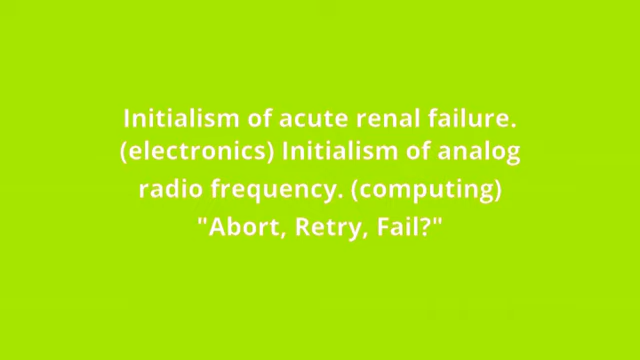 Initialism of acute renal failure.
(electronics) Initialism of analog
radio frequency. (computing)
"Abort, Retry, Fail?"